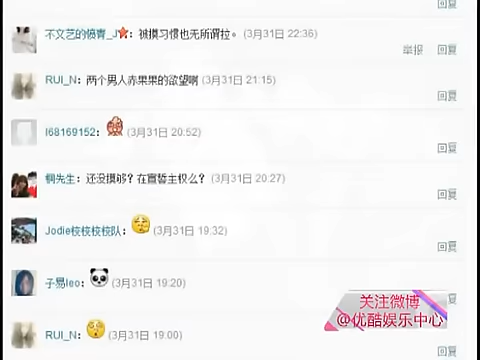 回复
不文艺的愤青_J：被摸习惯也无所谓拉。 (3月31日 22:36)
举报 回复
RUI_N：两个男人赤果果的欲望啊 (3月31日 21:15)
回复
l68169152： (3月31日 20:52)
回复
桐先生：还没摸够？在宣誓主权么？ (3月31日 20:27)
回复
Jodie枝枝枝枝队： (3月31日 19:32)
回复
子易leo： (3月31日 19:20)
复
关注微博
@优酷娱乐中心
RUI_N： (3月31日 19:00)
回复